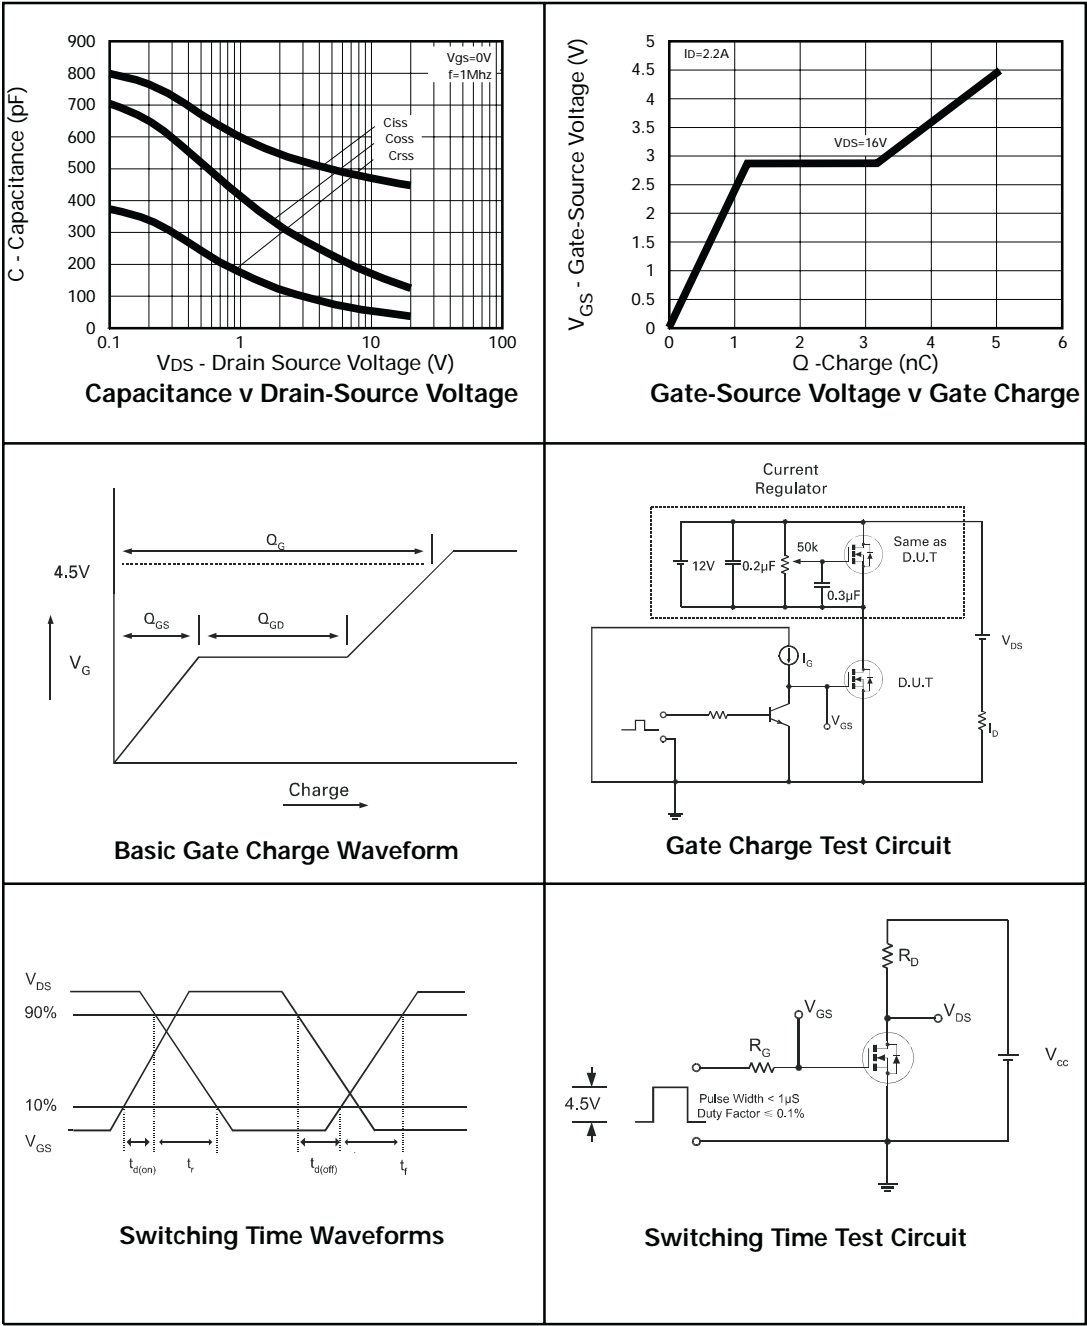 900
800
700
600
500
400
300
200
100
0
C - Capacitance (pF)
Vgs=0V
f=1Mhz
Ciss
Coss
Crss
0.1 1 10 100
VDS - Drain Source Voltage (V)
Capacitance v Drain-Source Voltage
5
4.5
4
3.5
3
2.5
2
1.5
1
0.5
0
VGS - Gate-Source Voltage (V)
ID=2.2A
VDS=16V
0 1 2 3 4 5 6
Q -Charge (nC)
Gate-Source Voltage v Gate Charge
QG
4.5V
QGS QGD
VG
Charge
Basic Gate Charge Waveform
Current
Regulator
12V
0.2µF
50k
0.3µF
Same as
D.U.T
IG
VDS
D.U.T
VGS
ID
Gate Charge Test Circuit
VDS
90%
10%
VGS
td(on) tr td(off) tf
Switching Time Waveforms
RD
VGS
VDS
RG
Vcc
4.5V
Pulse Width < 1µS
Duty Factor ≤ 0.1%
Switching Time Test Circuit